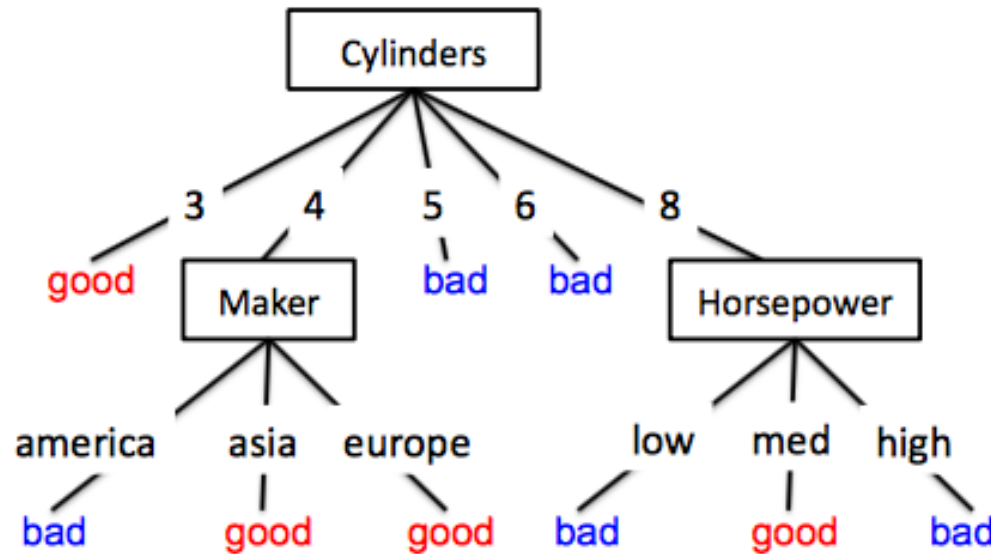 Cylinders
3 4 5 6 8
good Maker bad bad Horsepower
america asia europe low med high
bad good good bad good bad